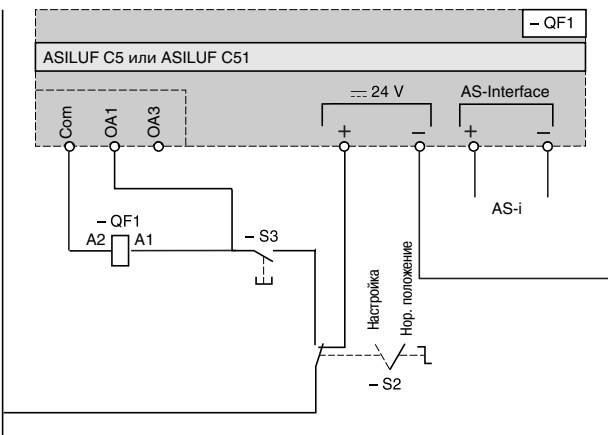 – QF1
ASILUF C5 или ASILUF C51
24 V
AS-Interface
Com
OA1
OA3
+
–
+
–
AS-i
– QF1
A2
A1
– S3
Настройка
Нор. положение
– S2